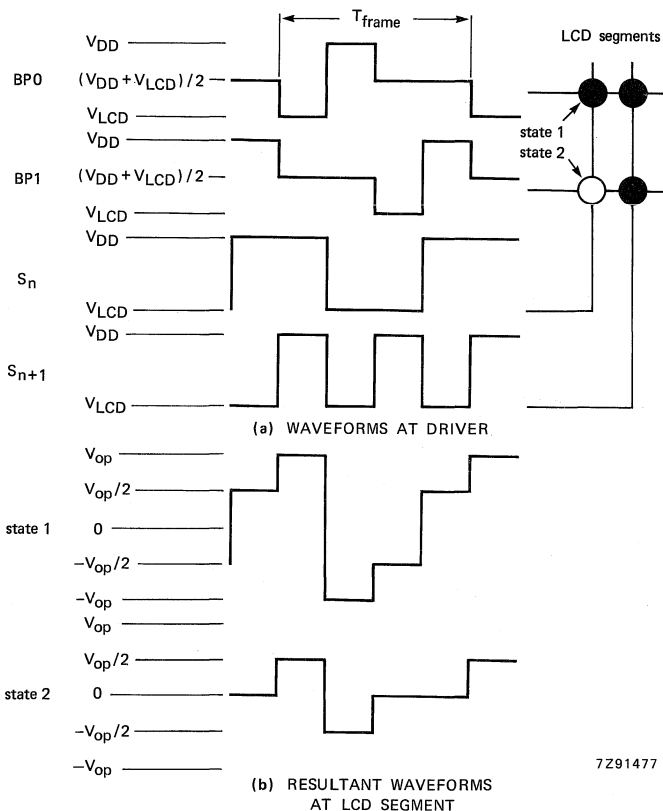 T_frame
V_DD
LCD segments
BP0
(V_DD + V_LCD)/2
V_LCD
state 1
V_DD
state 2
BP1
(V_DD + V_LCD)/2
V_LCD
V_DD
S_n
V_LCD
V_DD
S_n+1
V_LCD
(a) WAVEFORMS AT DRIVER
V_op
V_op/2
state 1
0
-V_op/2
-V_op
V_op
V_op/2
state 2
0
-V_op/2
-V_op
7Z91477
(b) RESULTANT WAVEFORMS
AT LCD SEGMENT